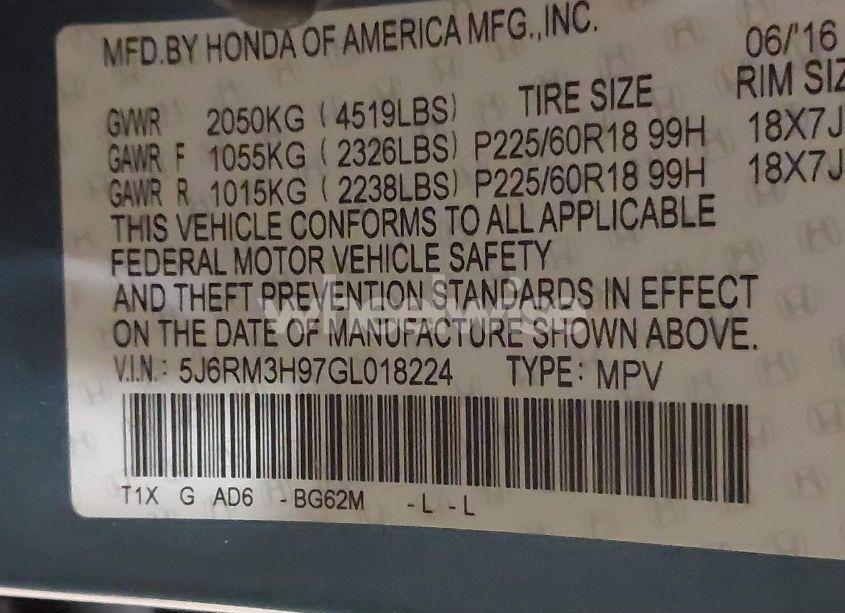 MFD.BY HONDA OF AMERICA MFG.,INC. 06/'16
TIRE SIZE RIM SIZ
GVWR 2050KG (4519LBS)
GAWR F 1055KG (2326LBS) P225/60R18 99H 18X7J
GAWR R 1015KG (2238LBS) P225/60R18 99H 18X7J
THIS VEHICLE CONFORMS TO ALL APPLICABLE
FEDERAL MOTOR VEHICLE SAFETY
AND THEFT PREVENTION STANDARDS IN EFFECT
wheelwise
ON THE DATE OF MANUFACTURE SHOWN ABOVE.
V.I.N.: 5J6RM3H97GL018224 TYPE: MPV
T1X G AD6 -BG62M -L -L